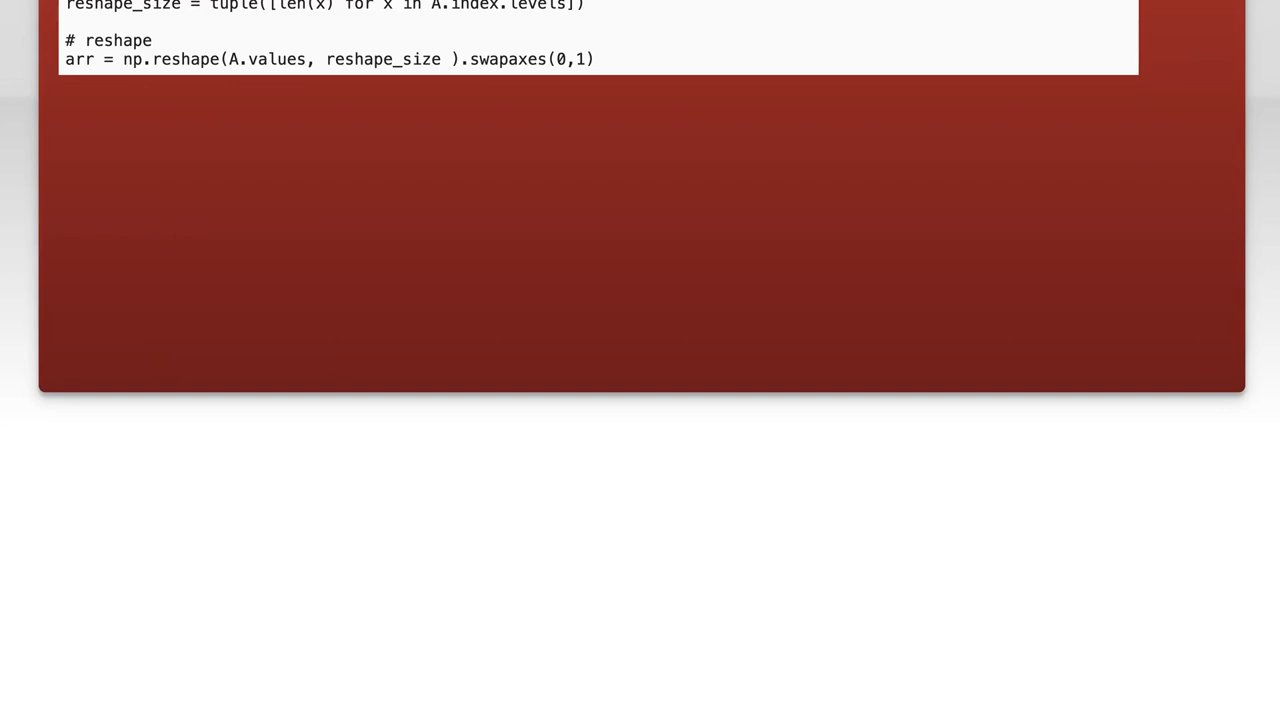 reshape_size = tuple([len(x) for x in A.index.levels])
# reshape
arr = np.reshape(A.values, reshape_size ).swapaxes(0,1)